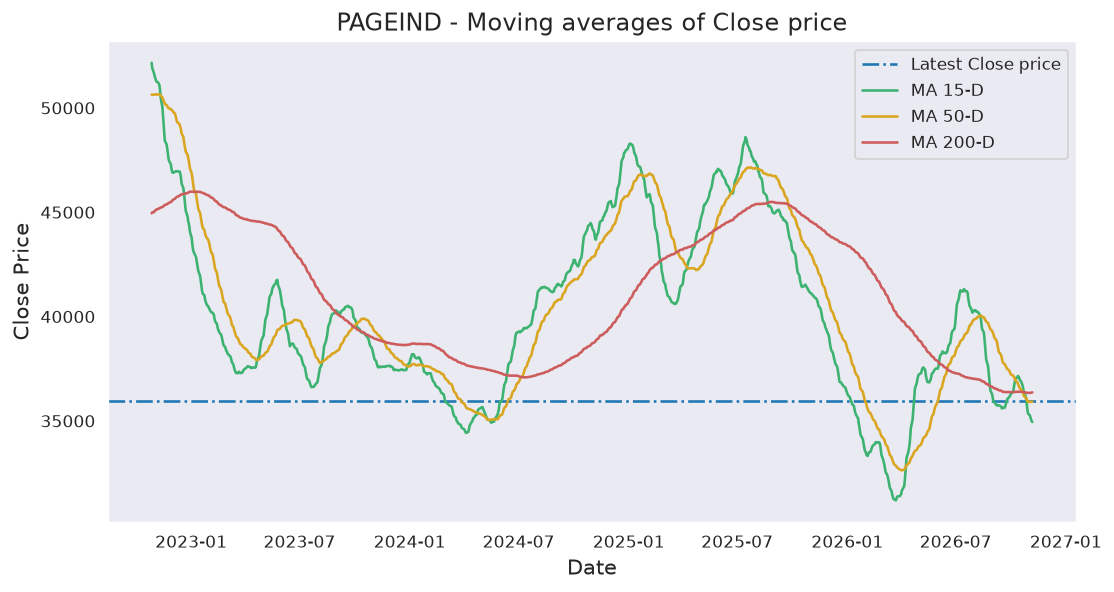 PAGEIND - Moving averages of Close price
Latest Close price
MA 15-D
MA 50-D
MA 200-D
Close Price
50000
45000
40000
35000
2023-01 2023-07 2024-01 2024-07 2025-01 2025-07 2026-01 2026-07 2027-01
Date